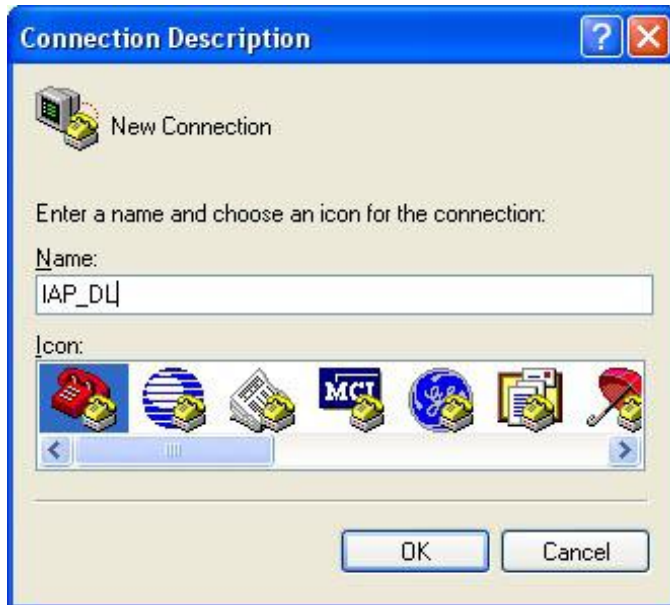 Connection Description
New Connection
Enter a name and choose an icon for the connection:
Name:
IAP_DL
Icon:
MCI
OK
Cancel